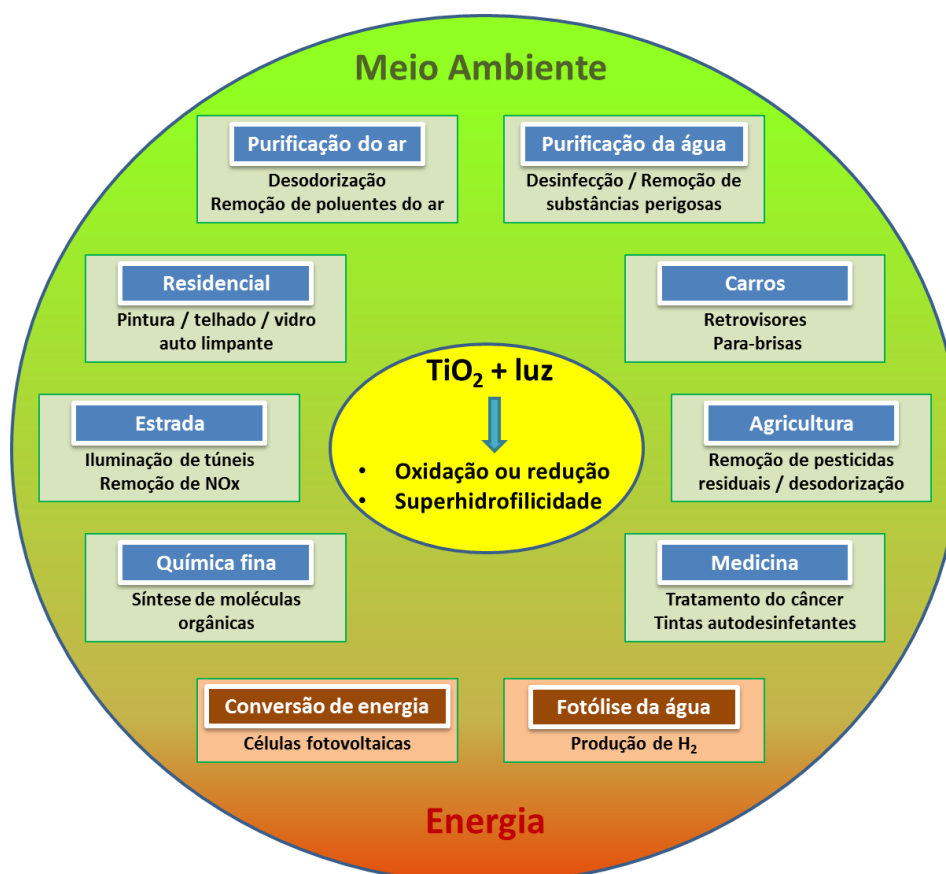 Meio Ambiente
Purificação do ar
Desodorização
Remoção de poluentes do ar
Purificação da água
Desinfecção / Remoção de
substâncias perigosas
Residencial
Pintura / telhado / vidro
auto limpante
Carros
Retrovisores
Para-brisas
TiO₂ + luz
• Oxidação ou redução
• Superhidrofilicidade
Estrada
Iluminação de túneis
Remoção de NOx
Agricultura
Remoção de pesticidas
residuais / desodorização
Química fina
Síntese de moléculas
orgânicas
Medicina
Tratamento do câncer
Tintas autodesinfetantes
Conversão de energia
Células fotovoltaicas
Fotólise da água
Produção de H₂
Energia